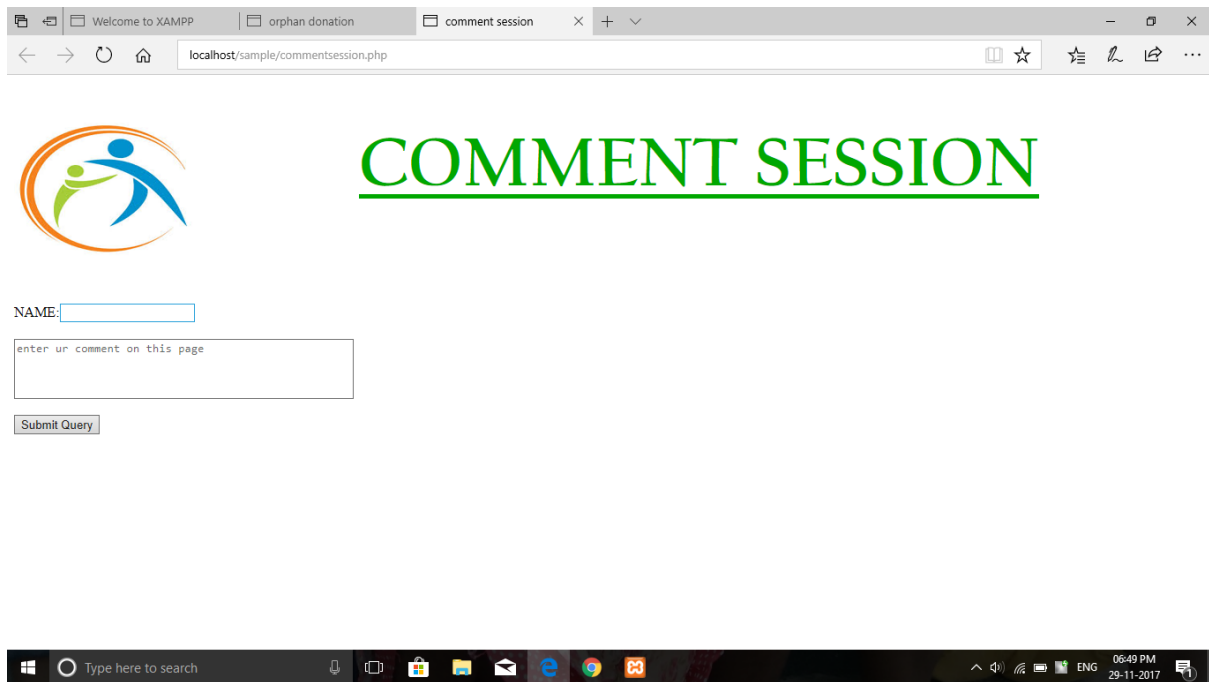 Welcome to XAMPP
orphan donation
comment session
localhost/sample/commentsession.php
COMMENT SESSION
NAME:
enter ur comment on this page
Submit Query
Type here to search
ENG
06:49 PM
29-11-2017
1